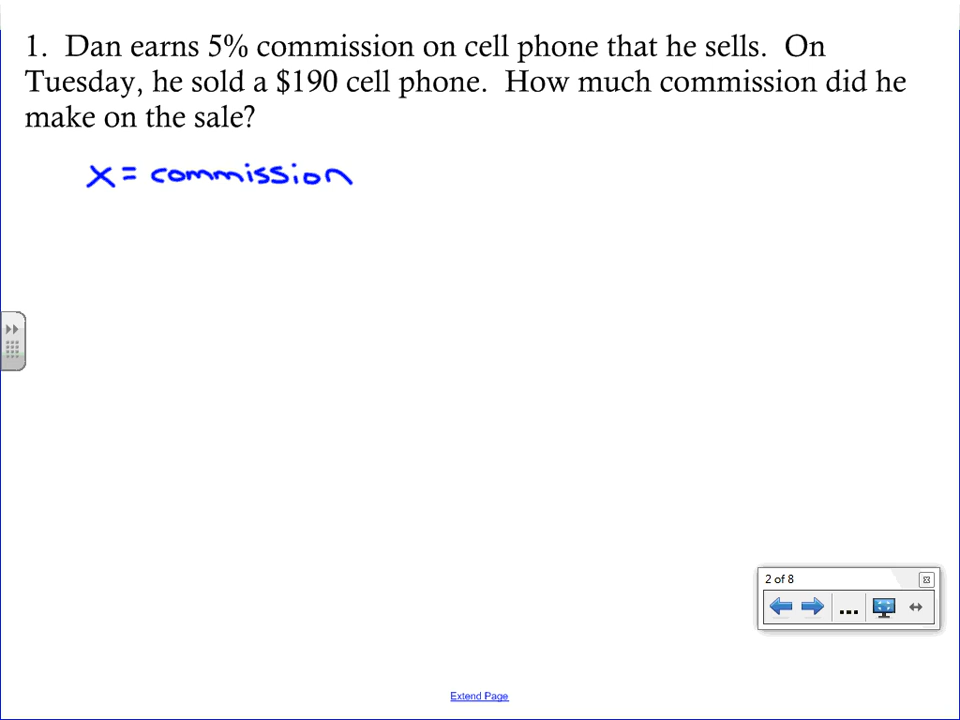 1.  Dan earns 5% commission on cell phone that he sells.  On
Tuesday, he sold a $190 cell phone.  How much commission did he
make on the sale?
x = commission
2 of 8
...
Extend Page